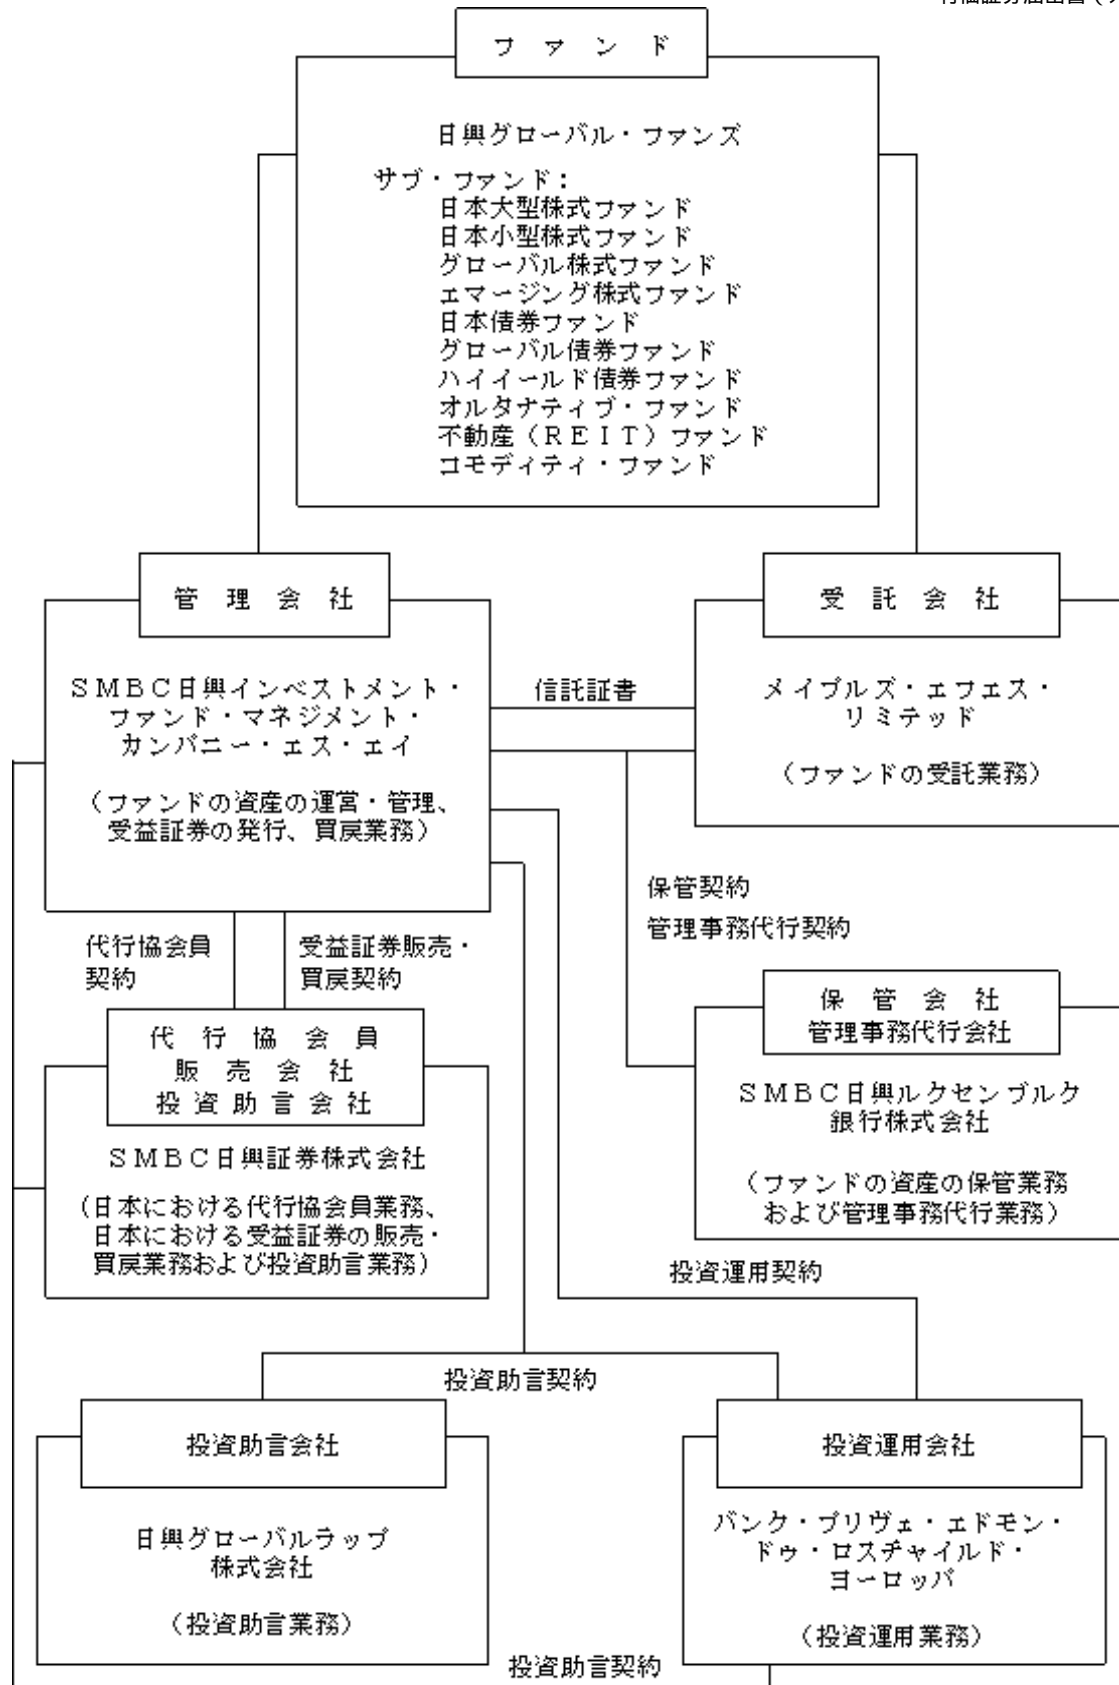 ファンド
日興グローバル・ファンズ
サブ・ファンド：
日本大型株式ファンド
日本小型株式ファンド
グローバル株式ファンド
エマージング株式ファンド
日本債券ファンド
グローバル債券ファンド
ハイイールド債券ファンド
オルタナティブ・ファンド
不動産（ＲＥＩＴ）ファンド
コモディティ・ファンド
管理会社
ＳＭＢＣ日興インベストメント・
ファンド・マネジメント・
カンパニー・エス・エイ
（ファンドの資産の運営・管理、
受益証券の発行、買戻業務）
信託証書
受託会社
メイプルズ・エフエス・
リミテッド
（ファンドの受託業務）
保管契約
管理事務代行契約
代行協会員
契約
受益証券販売・
買戻契約
保管会社
管理事務代行会社
ＳＭＢＣ日興ルクセンブルク
銀行株式会社
（ファンドの資産の保管業務
および管理事務代行業務）
代行協会員
販売会社
投資助言会社
ＳＭＢＣ日興証券株式会社
（日本における代行協会員業務、
日本における受益証券の販売・
買戻業務および投資助言業務）
投資運用契約
投資助言契約
投資助言会社
日興グローバルラップ
株式会社
（投資助言業務）
投資運用会社
バンク・プリヴェ・エドモン・
ドゥ・ロスチャイルド・
ヨーロッパ
（投資運用業務）
投資助言契約